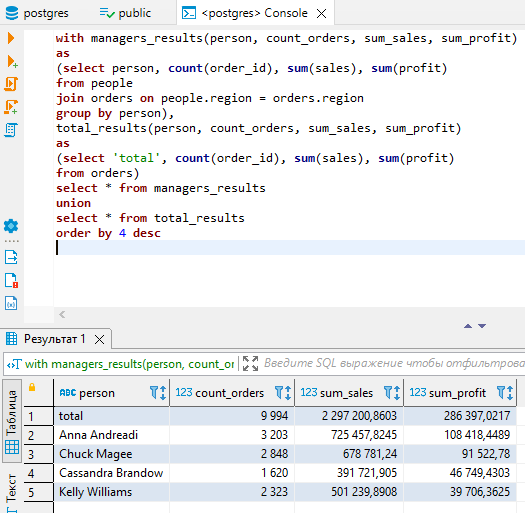 postgres public <postgres> Console
with managers_results(person, count_orders, sum_sales, sum_profit)
as
(select person, count(order_id), sum(sales), sum(profit)
from people
join orders on people.region = orders.region
group by person),
total_results(person, count_orders, sum_sales, sum_profit)
as
(select 'total', count(order_id), sum(sales), sum(profit)
from orders)
select * from managers_results
union
select * from total_results
order by 4 desc
Результат 1
with managers_results(person, count_or Введите SQL выражение чтобы отфильтрова
Таблица
Текст
ABC person 123 count_orders 123 sum_sales 123 sum_profit
1 total 9 994 2 297 200,8603 286 397,0217
2 Anna Andreadi 3 203 725 457,8245 108 418,4489
3 Chuck Magee 2 848 678 781,24 91 522,78
4 Cassandra Brandow 1 620 391 721,905 46 749,4303
5 Kelly Williams 2 323 501 239,8908 39 706,3625